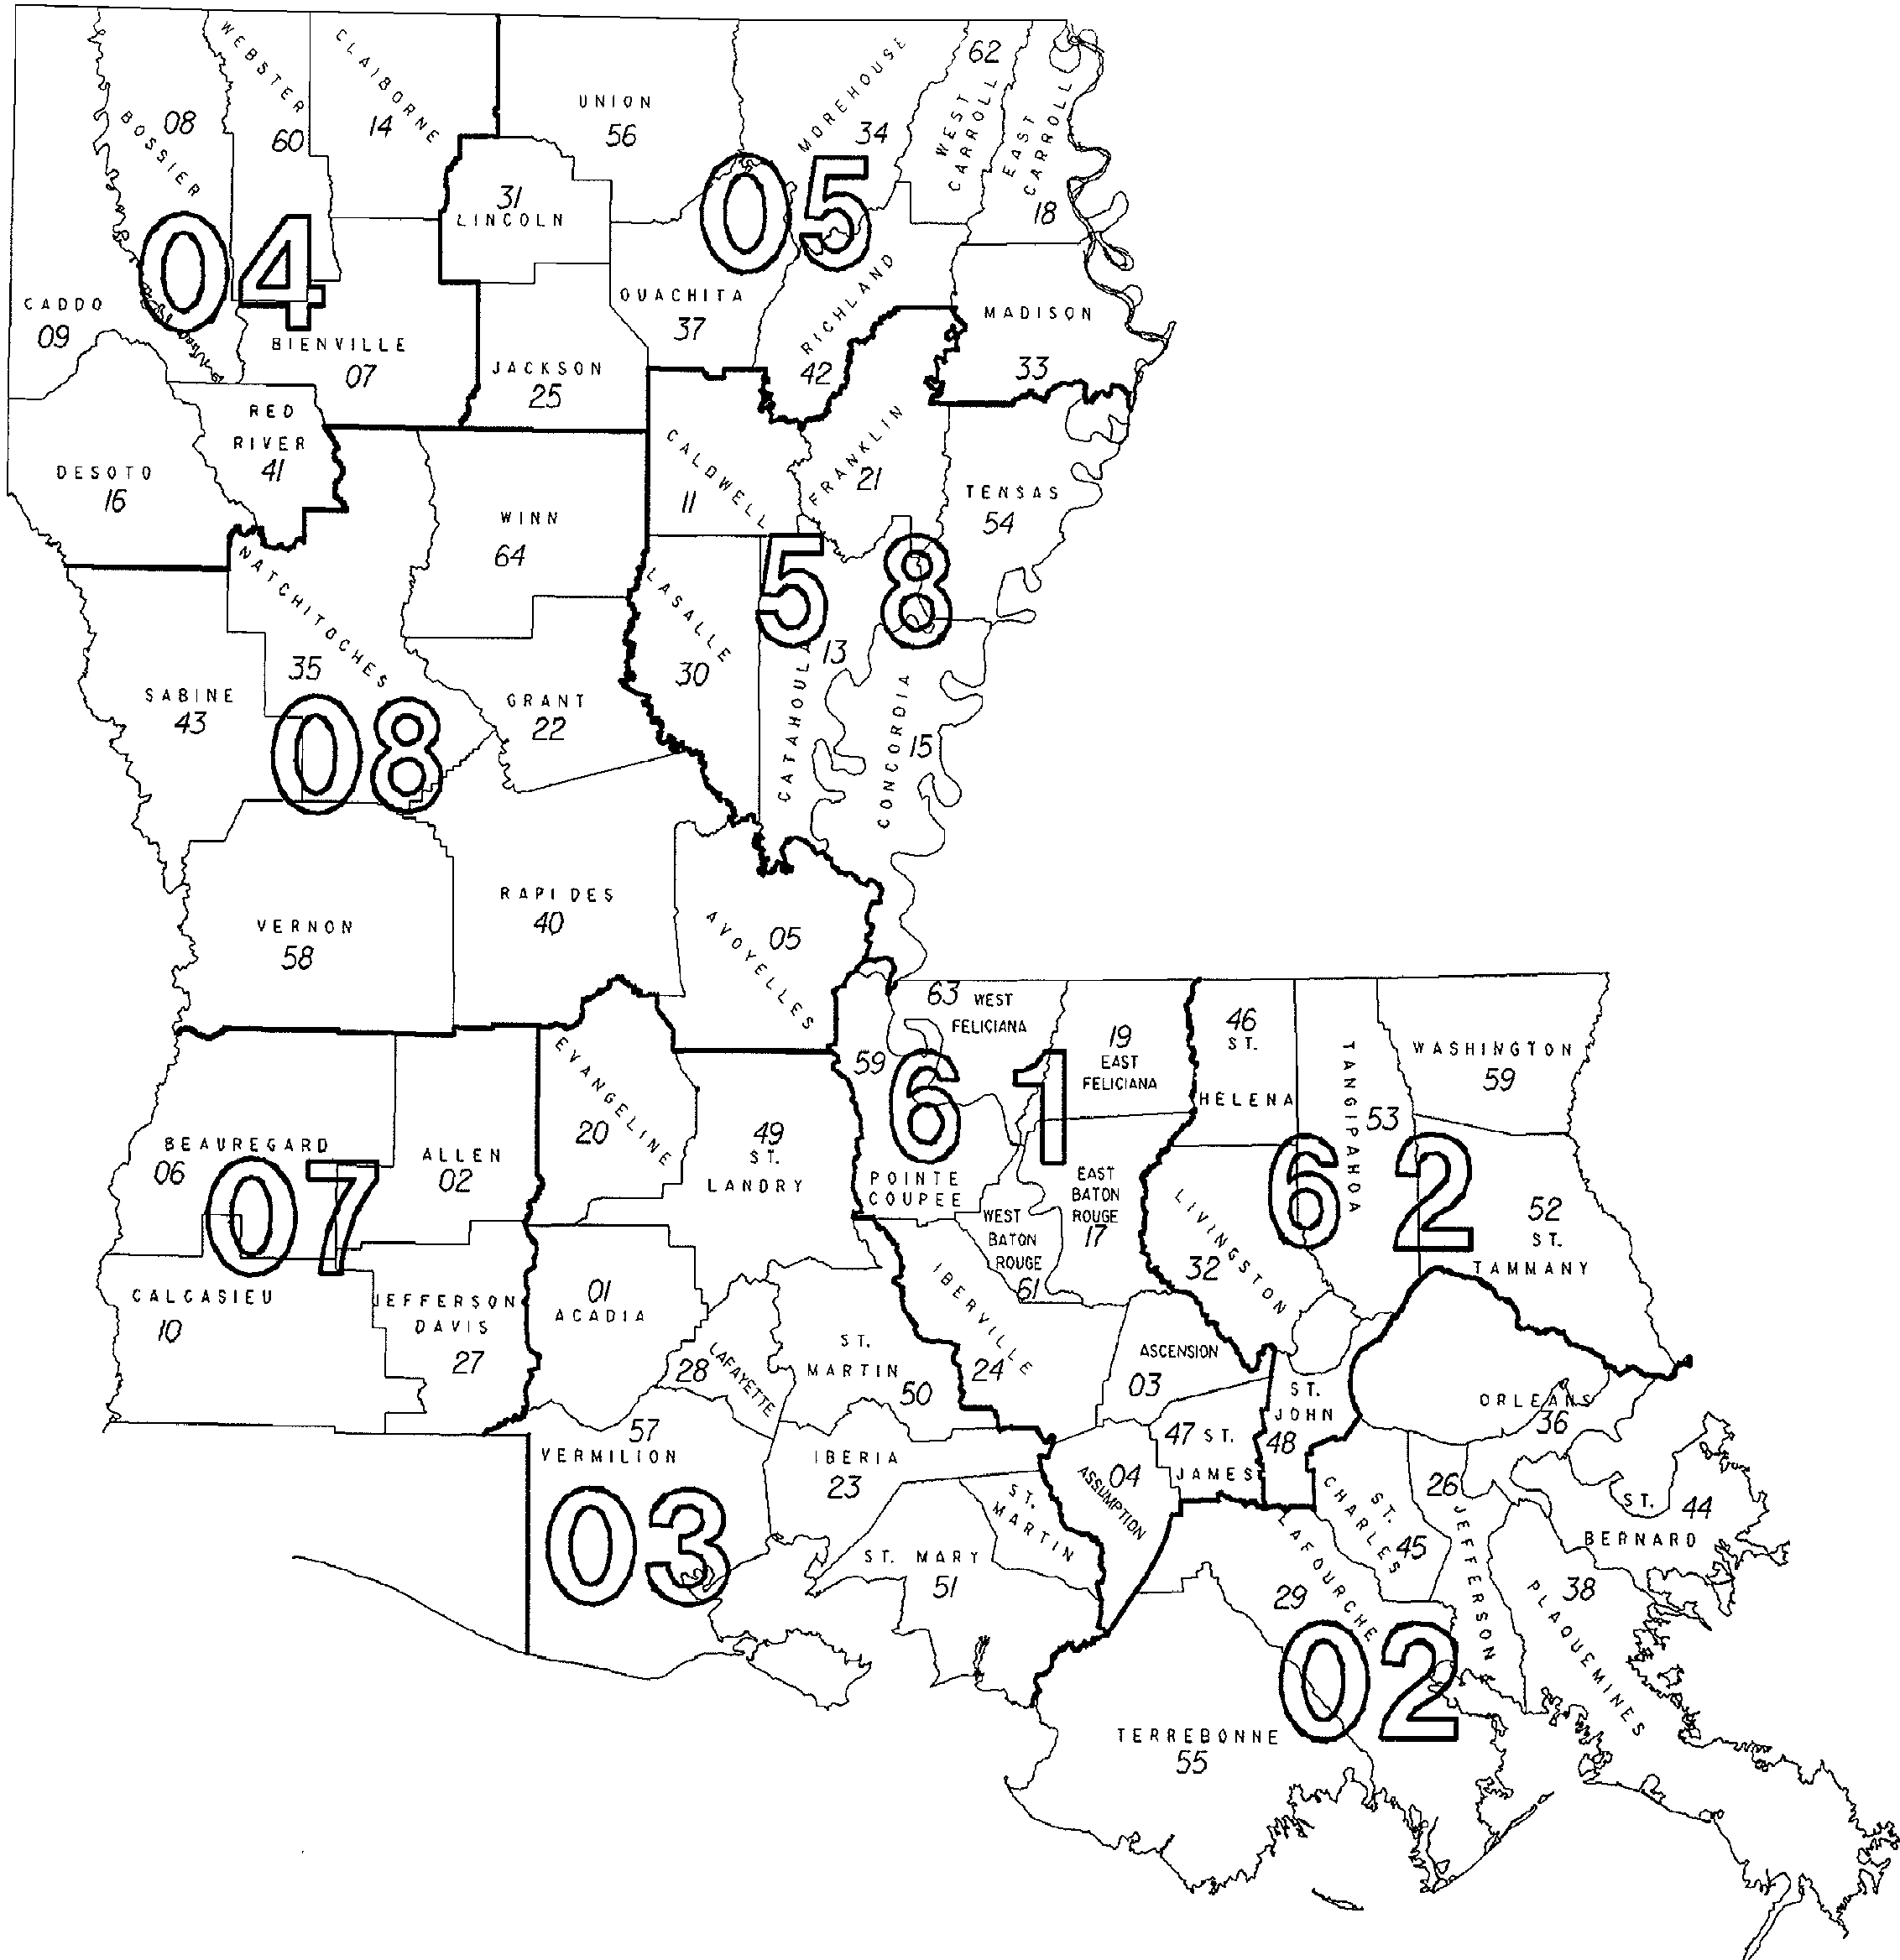 WEBSTER
60
CLAIBORNE
14
08
BOSSIER
UNION
56
MOREHOUSE
34
62
WEST
CARROLL
EAST
CARROLL
18
31
LINCOLN
05
04
CADDO
09
BIENVILLE
07
OUACHITA
37
RICHLAND
42
MADISON
33
JACKSON
25
RED
RIVER
41
DESOTO
16
CALDWELL
11
FRANKLIN
21
TENSAS
54
WINN
64
NATCHITOCHES
35
LASALLE
30
58
13
CATAHOULA
CONCORDIA
15
SABINE
43
08
GRANT
22
RAPIDES
40
VERNON
58
AVOYELLES
05
63 WEST
FELICIANA
19
EAST
FELICIANA
46
ST.
HELENA
TANGIPAHOA
53
WASHINGTON
59
59
61
POINTE
COUPEE
EVANGELINE
20
49
ST.
LANDRY
BEAUREGARD
06
ALLEN
02
07
EAST
BATON
ROUGE
17
WEST
BATON
ROUGE
61
LIVINGSTON
32
62
52
ST.
TAMMANY
CALCASIEU
10
JEFFERSON
DAVIS
27
01
ACADIA
28
LAFAYETTE
ST.
MARTIN
50
IBERVILLE
24
ASCENSION
03
ST.
JOHN
48
47 ST.
JAMES
ORLEANS
36
57
VERMILION
03
IBERIA
23
04
ASSUMPTION
ST.
MARTIN
ST. MARY
51
ST.
CHARLES
45
26
JEFFERSON
ST. 44
BERNARD
38
PLAQUEMINES
29
LAFOURCHE
02
TERREBONNE
55